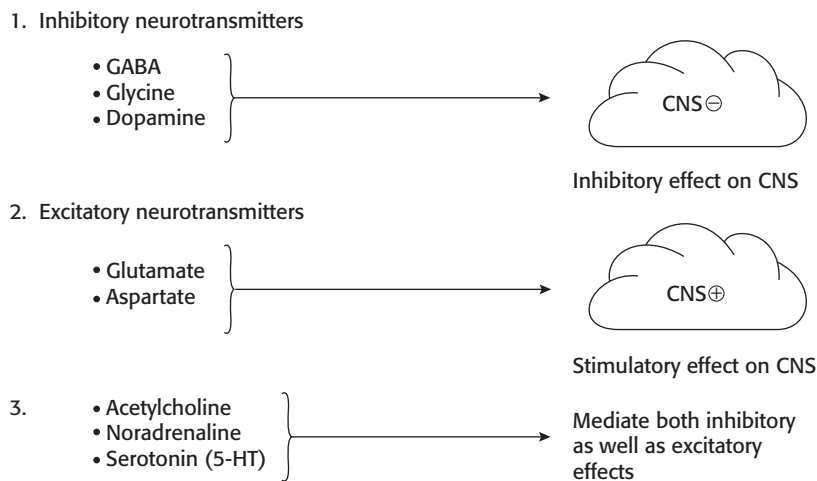 1. Inhibitory neurotransmitters
• GABA
• Glycine
• Dopamine
CNS⊖
Inhibitory effect on CNS
2. Excitatory neurotransmitters
• Glutamate
• Aspartate
CNS⊕
Stimulatory effect on CNS
3. • Acetylcholine
• Noradrenaline
• Serotonin (5-HT)
Mediate both inhibitory
as well as excitatory
effects